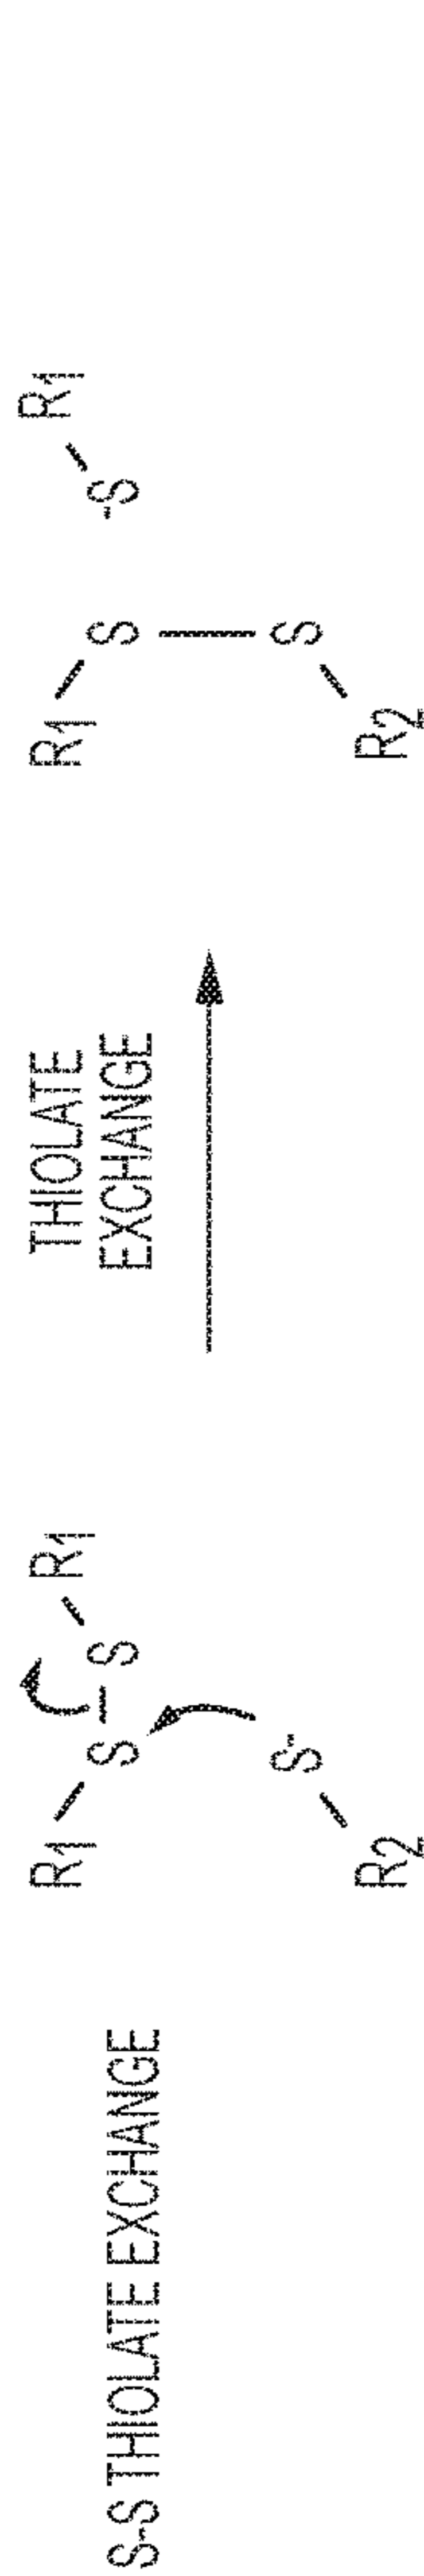 S-S THIOLATE EXCHANGE
R1 S - S R1
R2 S-
THIOLATE
EXCHANGE
R1 S -S R1
R2 S